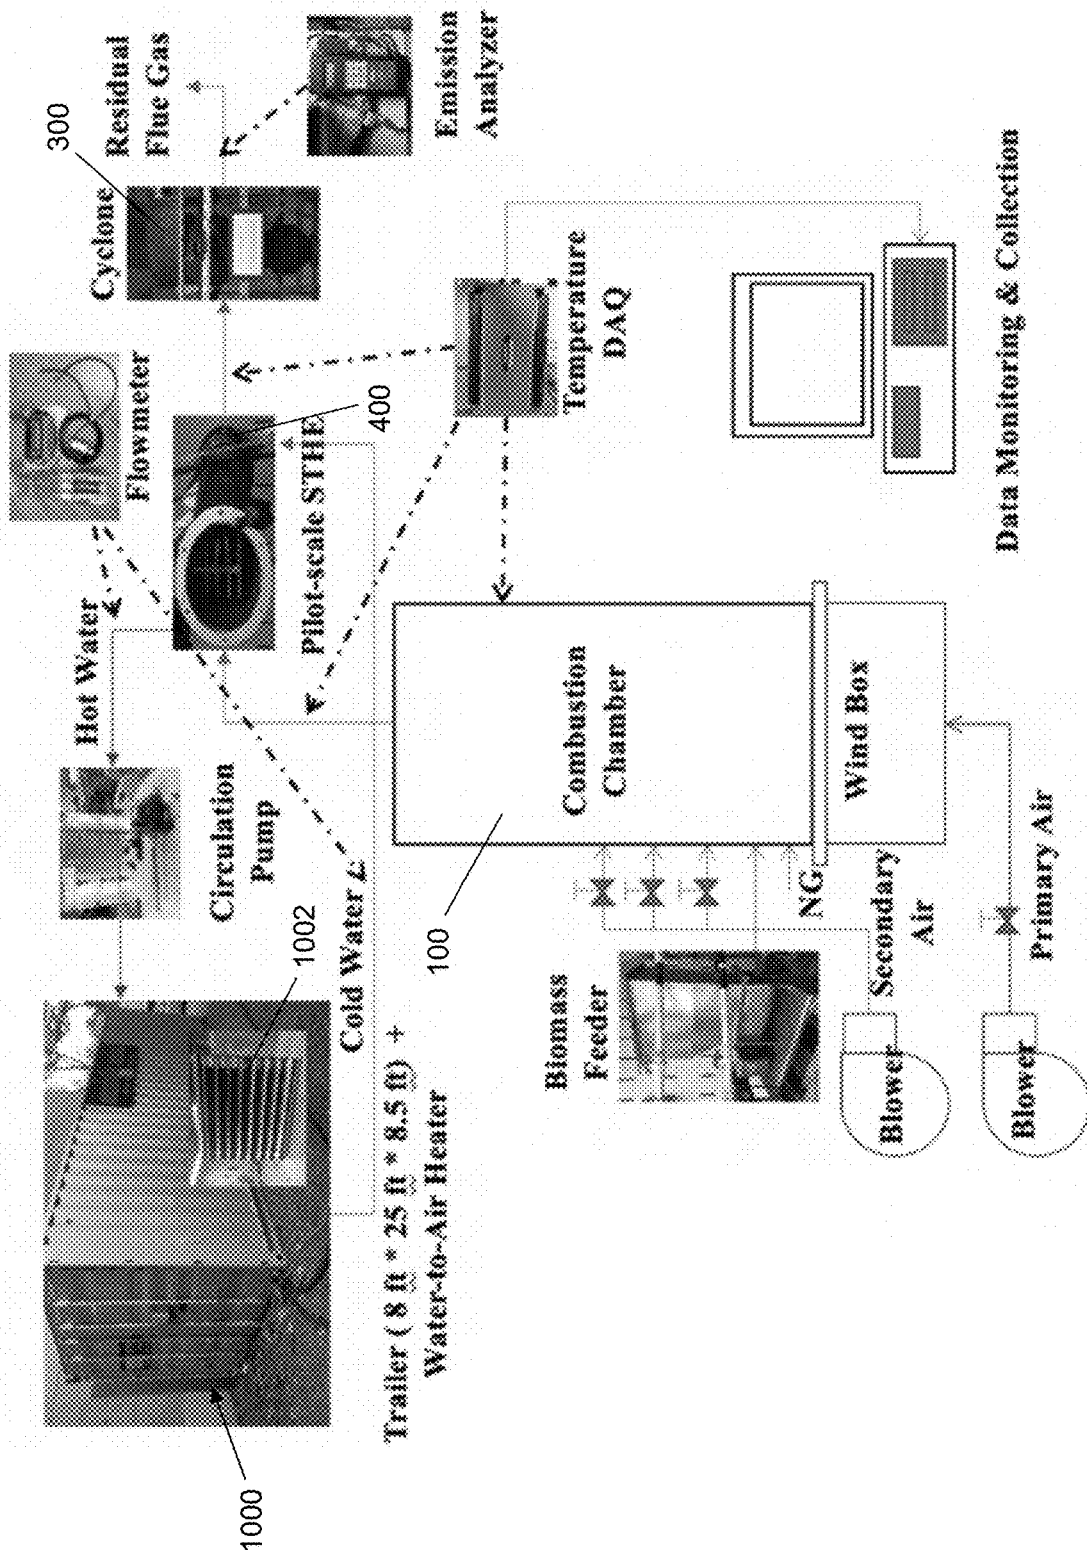 300
Residual
Flue Gas
Cyclone
Emission
Analyzer
Flowmeter
Hot Water
400
Pilot-scale STHE
Temperature
DAQ
Data Monitoring & Collection
Circulation
Pump
Cold Water
1002
1000
Trailer ( 8 ft * 25 ft * 8.5 ft) +
Water-to-Air Heater
100
Combustion
Chamber
Wind Box
Biomass
Feeder
NG
Secondary
Air
Primary Air
Blower
Blower